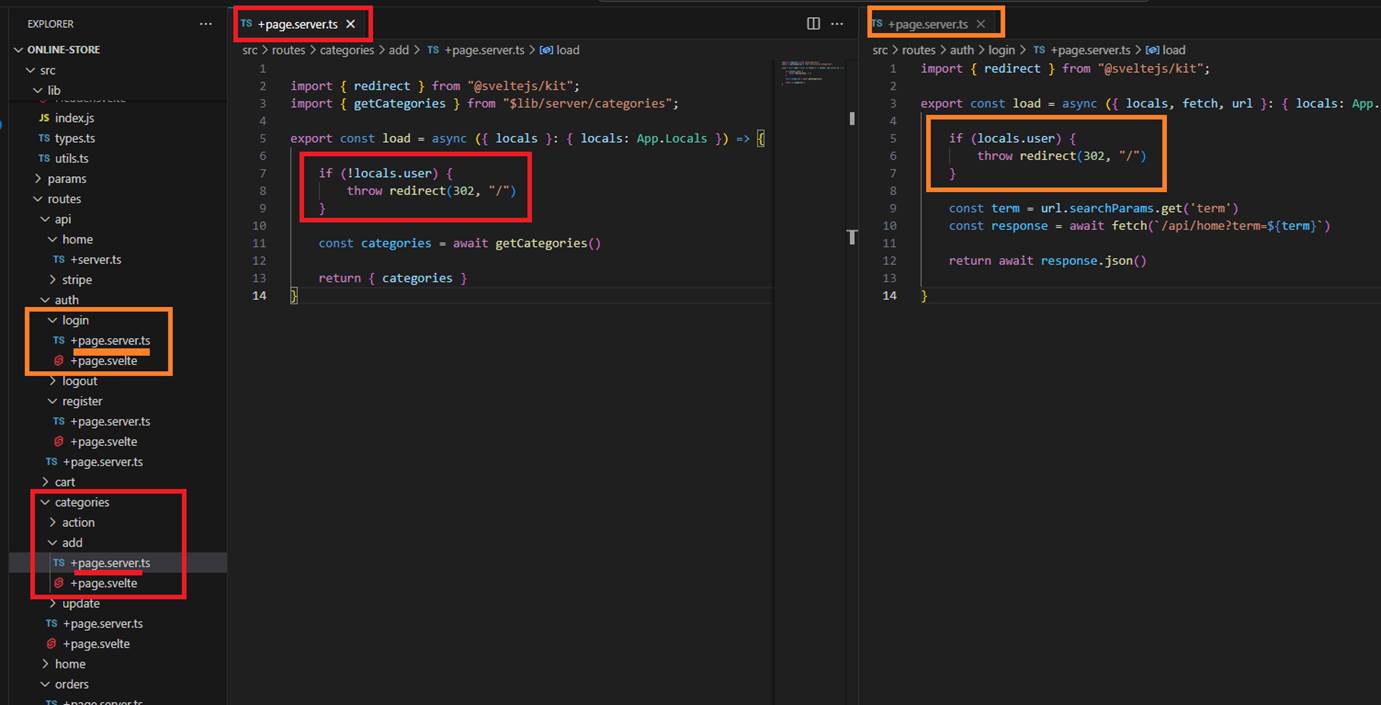 EXPLORER
ONLINE-STORE
src
lib
index.js
TS types.ts
TS utils.ts
params
routes
api
home
TS +server.ts
stripe
auth
login
TS +page.server.ts
+page.svelte
logout
register
TS +page.server.ts
+page.svelte
TS +page.server.ts
cart
categories
action
add
TS +page.server.ts
+page.svelte
update
TS +page.server.ts
+page.svelte
home
orders
TS +page.server.ts
TS +page.server.ts
src > routes > categories > add > TS +page.server.ts > load
1
2 import { redirect } from "@sveltejs/kit";
3 import { getCategories } from "$lib/server/categories";
4
5 export const load = async ({ locals }: { locals: App.Locals }) => {
6
7 if (!locals.user) {
8 throw redirect(302, "/")
9 }
10
11 const categories = await getCategories()
12
13 return { categories }
14 }
TS +page.server.ts
src > routes > auth > login > TS +page.server.ts > load
1 import { redirect } from "@sveltejs/kit";
2
3 export const load = async ({ locals, fetch, url }: { locals: App.
4
5 if (locals.user) {
6 throw redirect(302, "/")
7 }
8
9 const term = url.searchParams.get('term')
10 const response = await fetch(`/api/home?term=${term}`)
11
12 return await response.json()
13
14 }